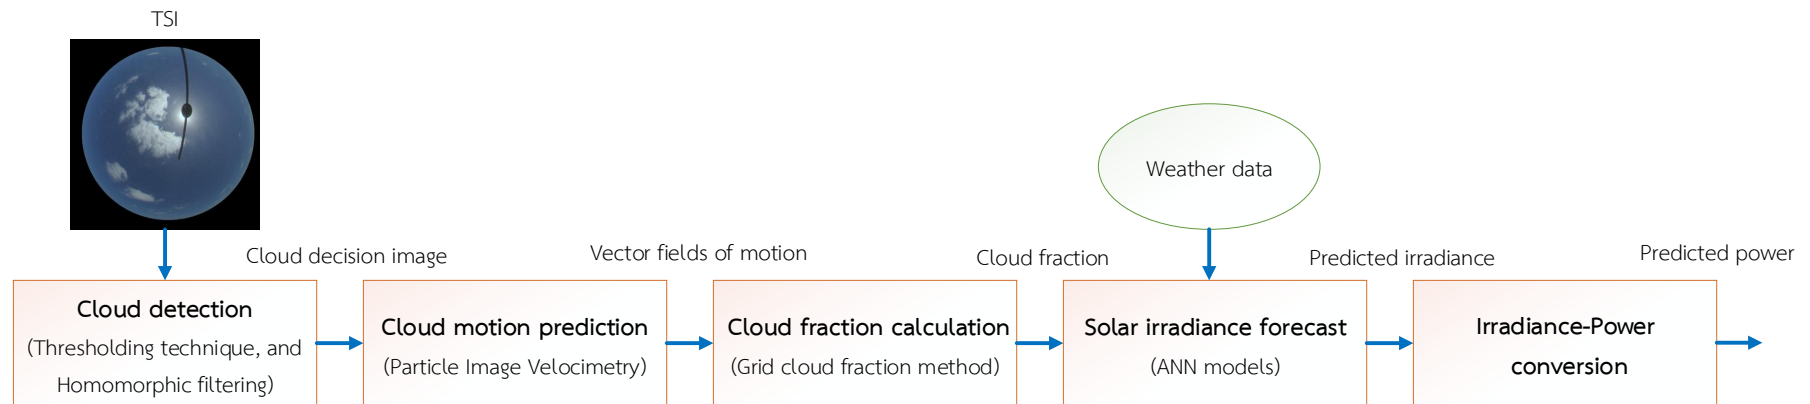 TSI
Weather data
Cloud decision image
Vector fields of motion
Cloud fraction
Predicted irradiance
Predicted power
Cloud detection
(Thresholding technique, and
Homomorphic filtering)
Cloud motion prediction
(Particle Image Velocimetry)
Cloud fraction calculation
(Grid cloud fraction method)
Solar irradiance forecast
(ANN models)
Irradiance-Power
conversion